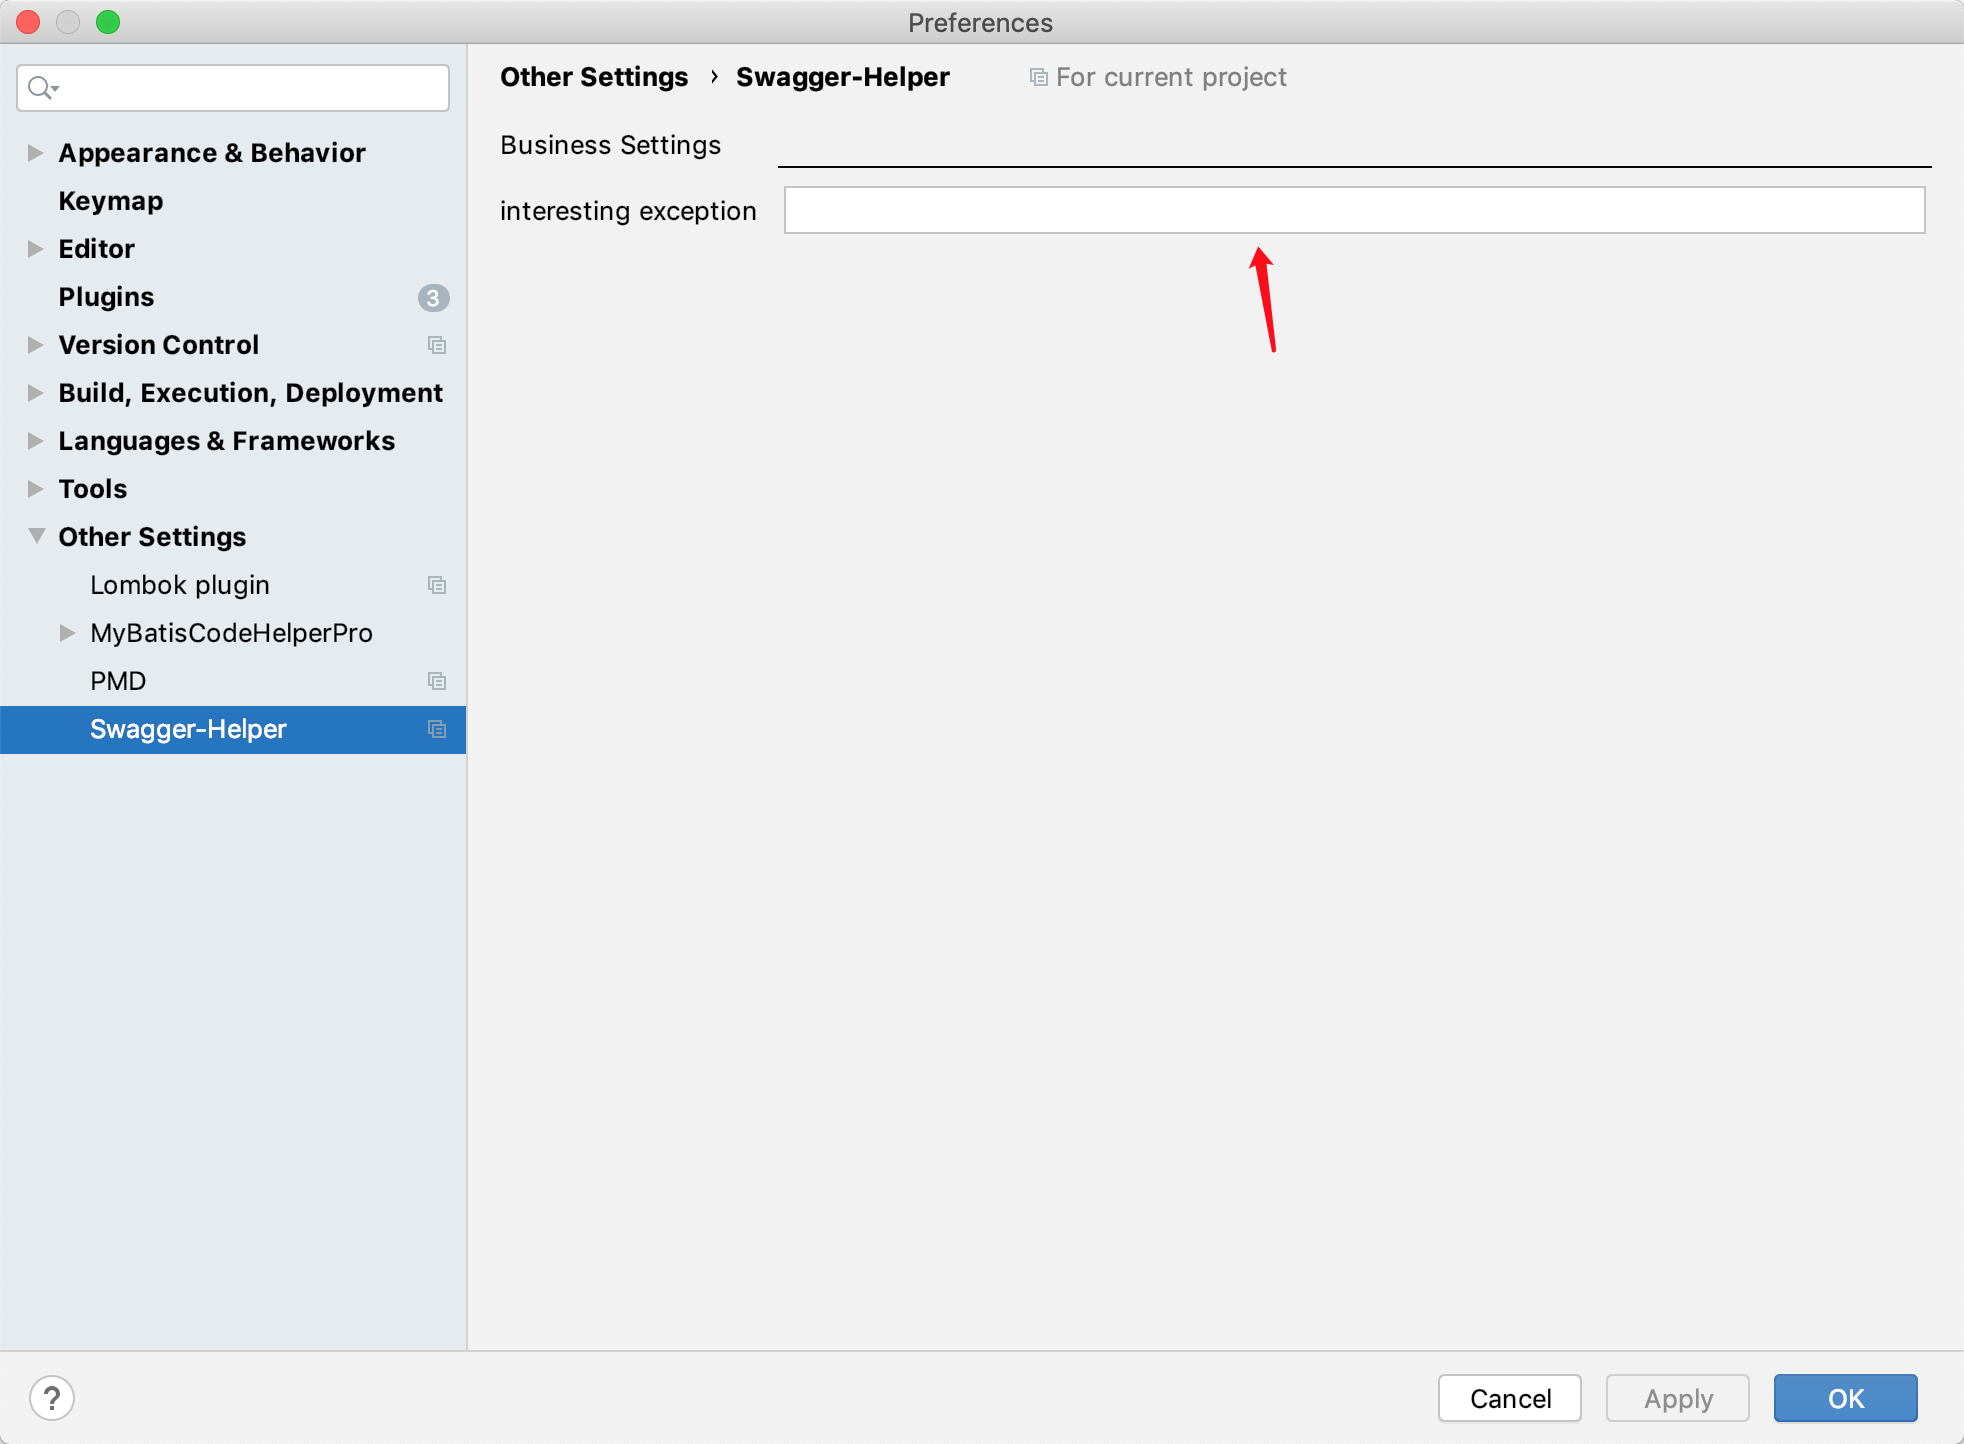 Preferences
Other Settings › Swagger-Helper For current project
Appearance & Behavior
Keymap
Editor
Plugins 3
Version Control
Build, Execution, Deployment
Languages & Frameworks
Tools
Other Settings
Lombok plugin
MyBatisCodeHelperPro
PMD
Swagger-Helper
Business Settings
interesting exception
?
Cancel
Apply
OK